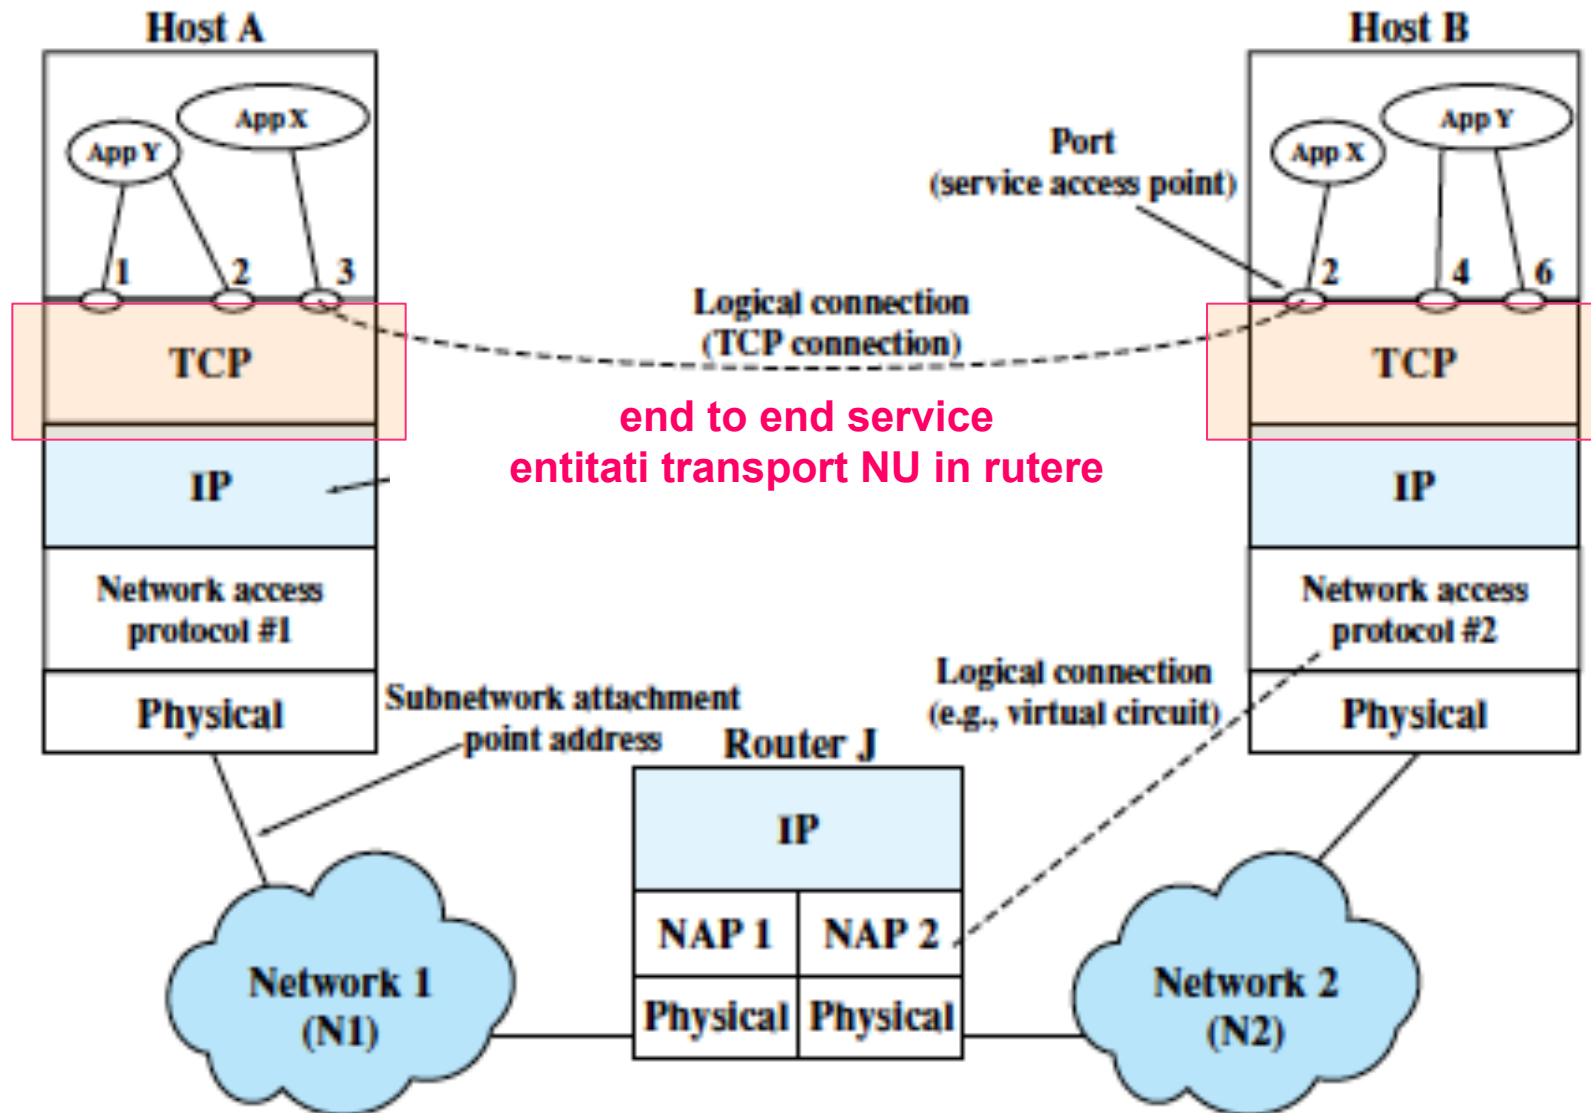 Host A
Host B
App X
App Y
App Y
App X
Port
(service access point)
1
2
3
2
4
6
Logical connection
(TCP connection)
TCP
TCP
end to end service
entitati transport NU in rutere
IP
IP
Network access
protocol #1
Network access
protocol #2
Logical connection
(e.g., virtual circuit)
Subnetwork attachment
point address
Physical
Physical
Router J
IP
NAP 1
NAP 2
Physical
Physical
Network 1
(N1)
Network 2
(N2)